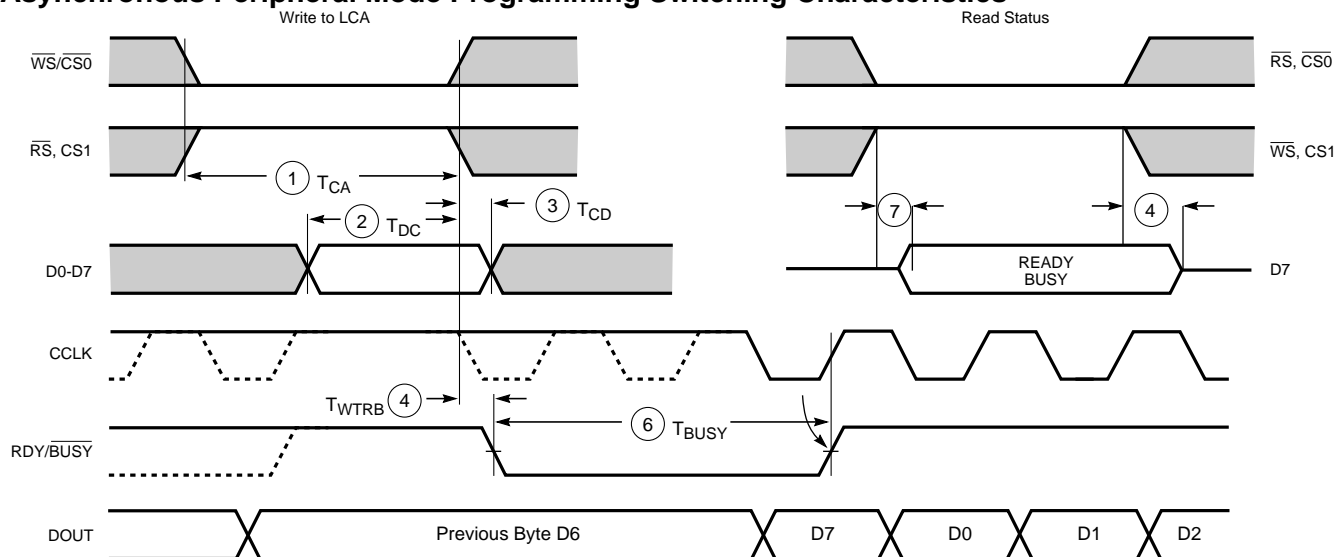 Asynchronous Peripheral Mode Programming Switching Characteristics
Write to LCA
Read Status
WS/CS0
RS, CS0
RS, CS1
WS, CS1
1 TCA
2 TDC
3 TCD
7
4
D0-D7
READY
BUSY
D7
CCLK
TWTRB 4
6 TBUSY
RDY/BUSY
DOUT
Previous Byte D6
D7
D0
D1
D2